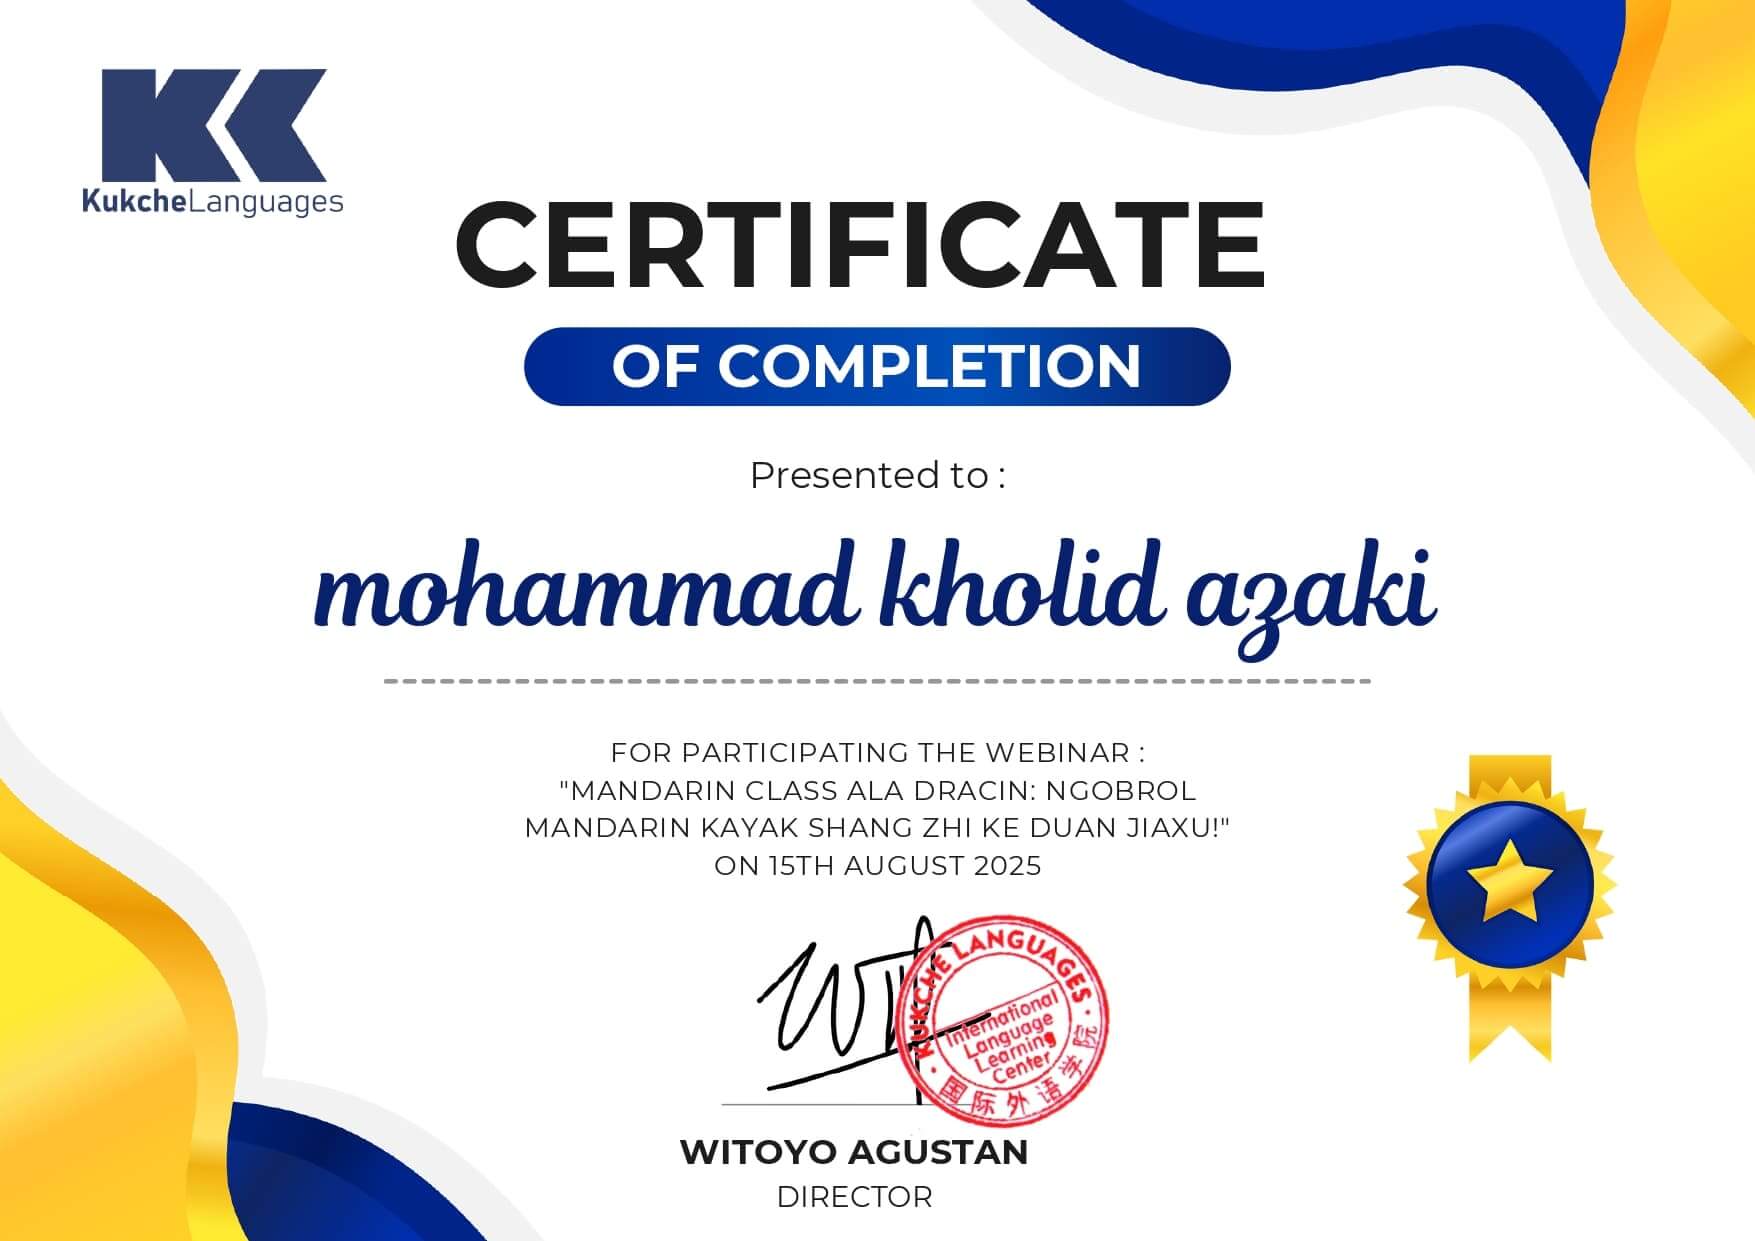 KukcheLanguages
CERTIFICATE
OF COMPLETION
Presented to :
mohammad kholid azaki
FOR PARTICIPATING THE WEBINAR :
"MANDARIN CLASS ALA DRACIN: NGOBROL
MANDARIN KAYAK SHANG ZHI KE DUAN JIAXU!"
ON 15TH AUGUST 2025
KUKCHE LANGUAGES
International
Language
Learning
Center
国际外语学院
WITOYO AGUSTAN
DIRECTOR